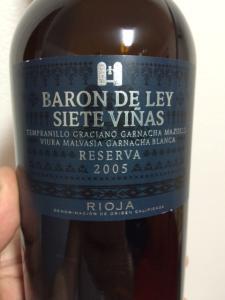 BARON DE LEY
SIETE VIÑAS
TEMPRANILLO GRACIANO GARNACHA MAZUELO
VIURA MALVASIA GARNACHA BLANCA
RESERVA
2005
RIOJA
DENOMINACIÓN DE ORIGEN CALIFICADA